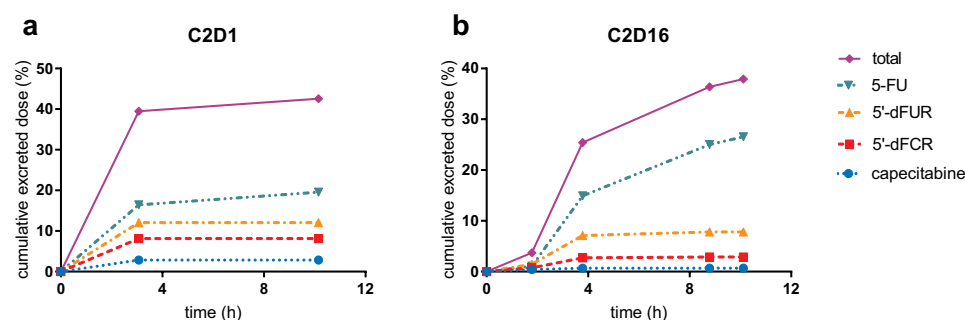 a
C2D1
cumulative excreted dose (%)
50
40
30
20
10
0
0
4
8
12
time (h)
b
C2D16
cumulative excreted dose (%)
40
30
20
10
0
0
4
8
12
time (h)
total
5-FU
5'-dFUR
5'-dFCR
capecitabine